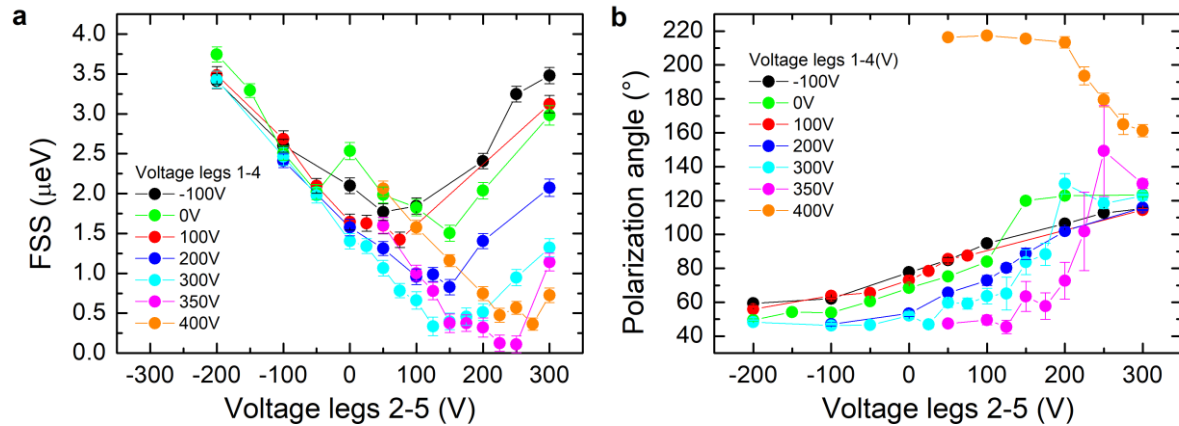 a
4.0
3.5
3.0
2.5
2.0
1.5
1.0
0.5
0.0
FSS (μeV)
Voltage legs 1-4
-100V
0V
100V
200V
300V
350V
400V
-300 -200 -100 0 100 200 300
Voltage legs 2-5 (V)
b
220
200
180
160
140
120
100
80
60
40
Polarization angle (°)
Voltage legs 1-4(V)
-100V
0V
100V
200V
300V
350V
400V
-200 -100 0 100 200 300
Voltage legs 2-5 (V)